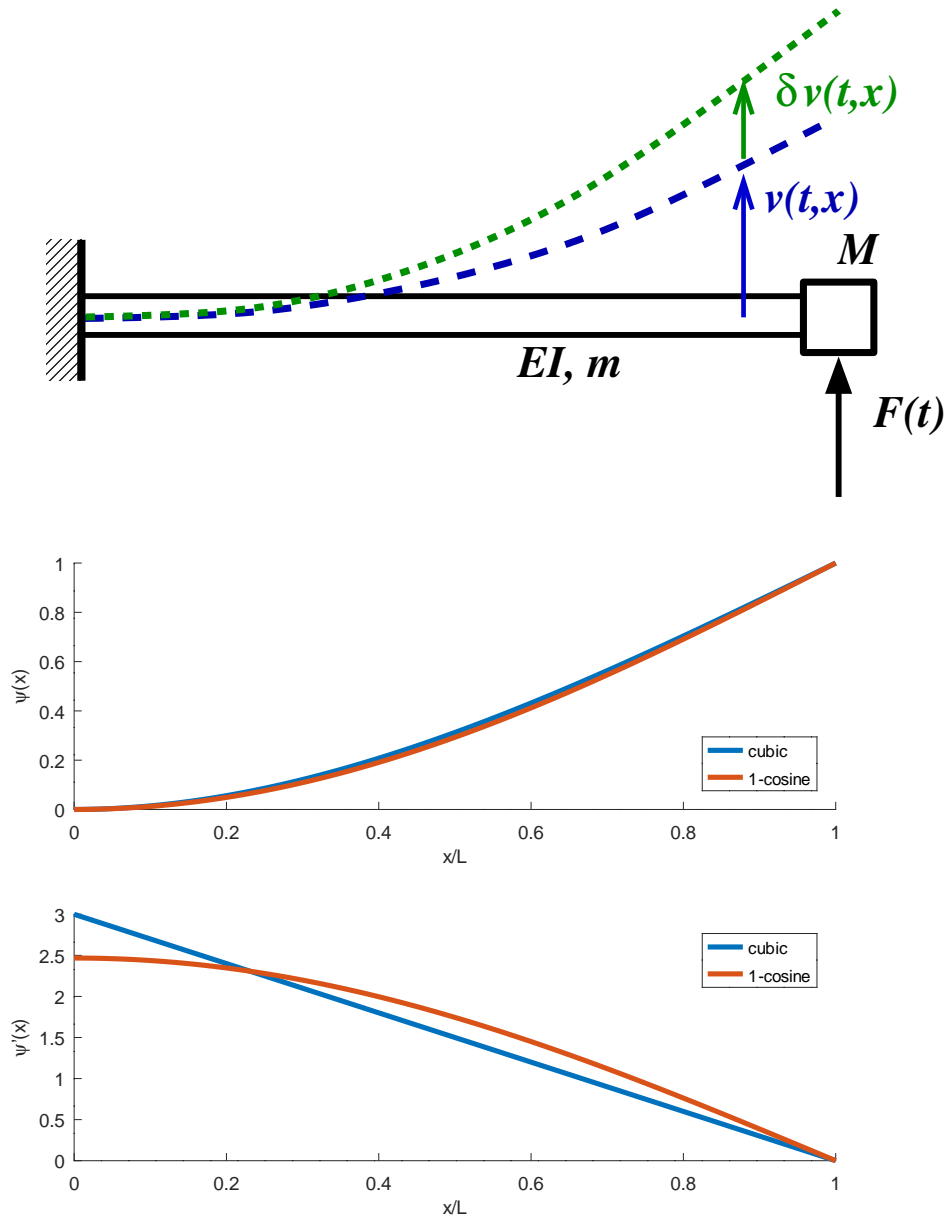 δ v(t,x)
v(t,x)
M
EI, m
F(t)
1
0.8
0.6
0.4
0.2
0
ψ(x)
cubic
1-cosine
0 0.2 0.4 0.6 0.8 1
x/L
3
2.5
2
1.5
1
0.5
0
ψ'(x)
cubic
1-cosine
0 0.2 0.4 0.6 0.8 1
x/L